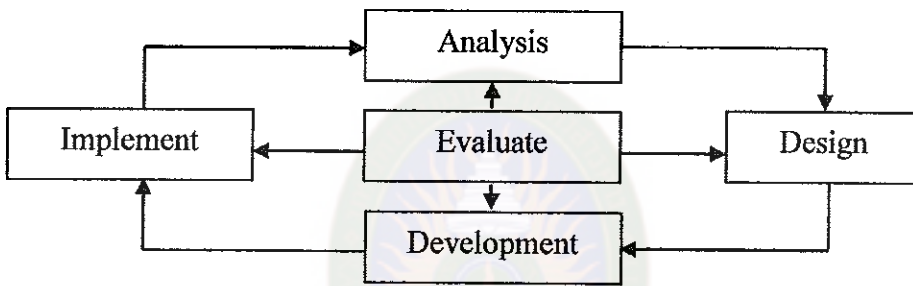 Analysis
Implement
Evaluate
Design
Development